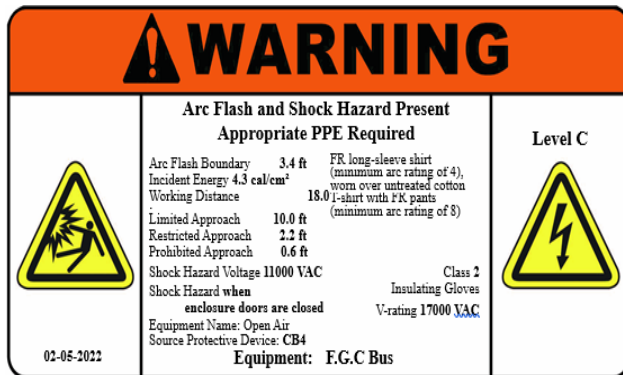 WARNING
Arc Flash and Shock Hazard Present
Appropriate PPE Required
Level C
Arc Flash Boundary 3.4 ft
Incident Energy 4.3 cal/cm²
Working Distance 18.0
FR long-sleeve shirt
(minimum arc rating of 4),
worn over untreated cotton
T-shirt with FR pants
(minimum arc rating of 8)
Limited Approach 10.0 ft
Restricted Approach 2.2 ft
Prohibited Approach 0.6 ft
Shock Hazard Voltage 11000 VAC
Shock Hazard when
enclosure doors are closed
Class 2
Insulating Gloves
V-rating 17000 VAC
Equipment Name: Open Air
Source Protective Device: CB4
02-05-2022
Equipment: F.G.C Bus